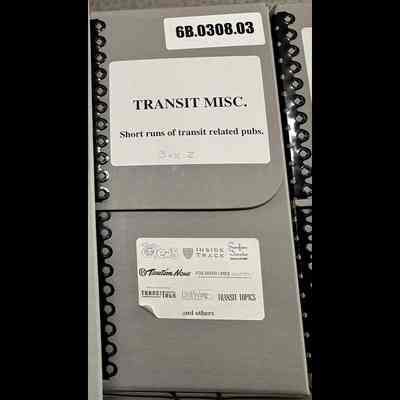 6B.0308.03
TRANSIT MISC.
Short runs of transit related pubs.
Box 2
INSIDE
TRACK
Traction News
TRANSIT TOPICS
and others